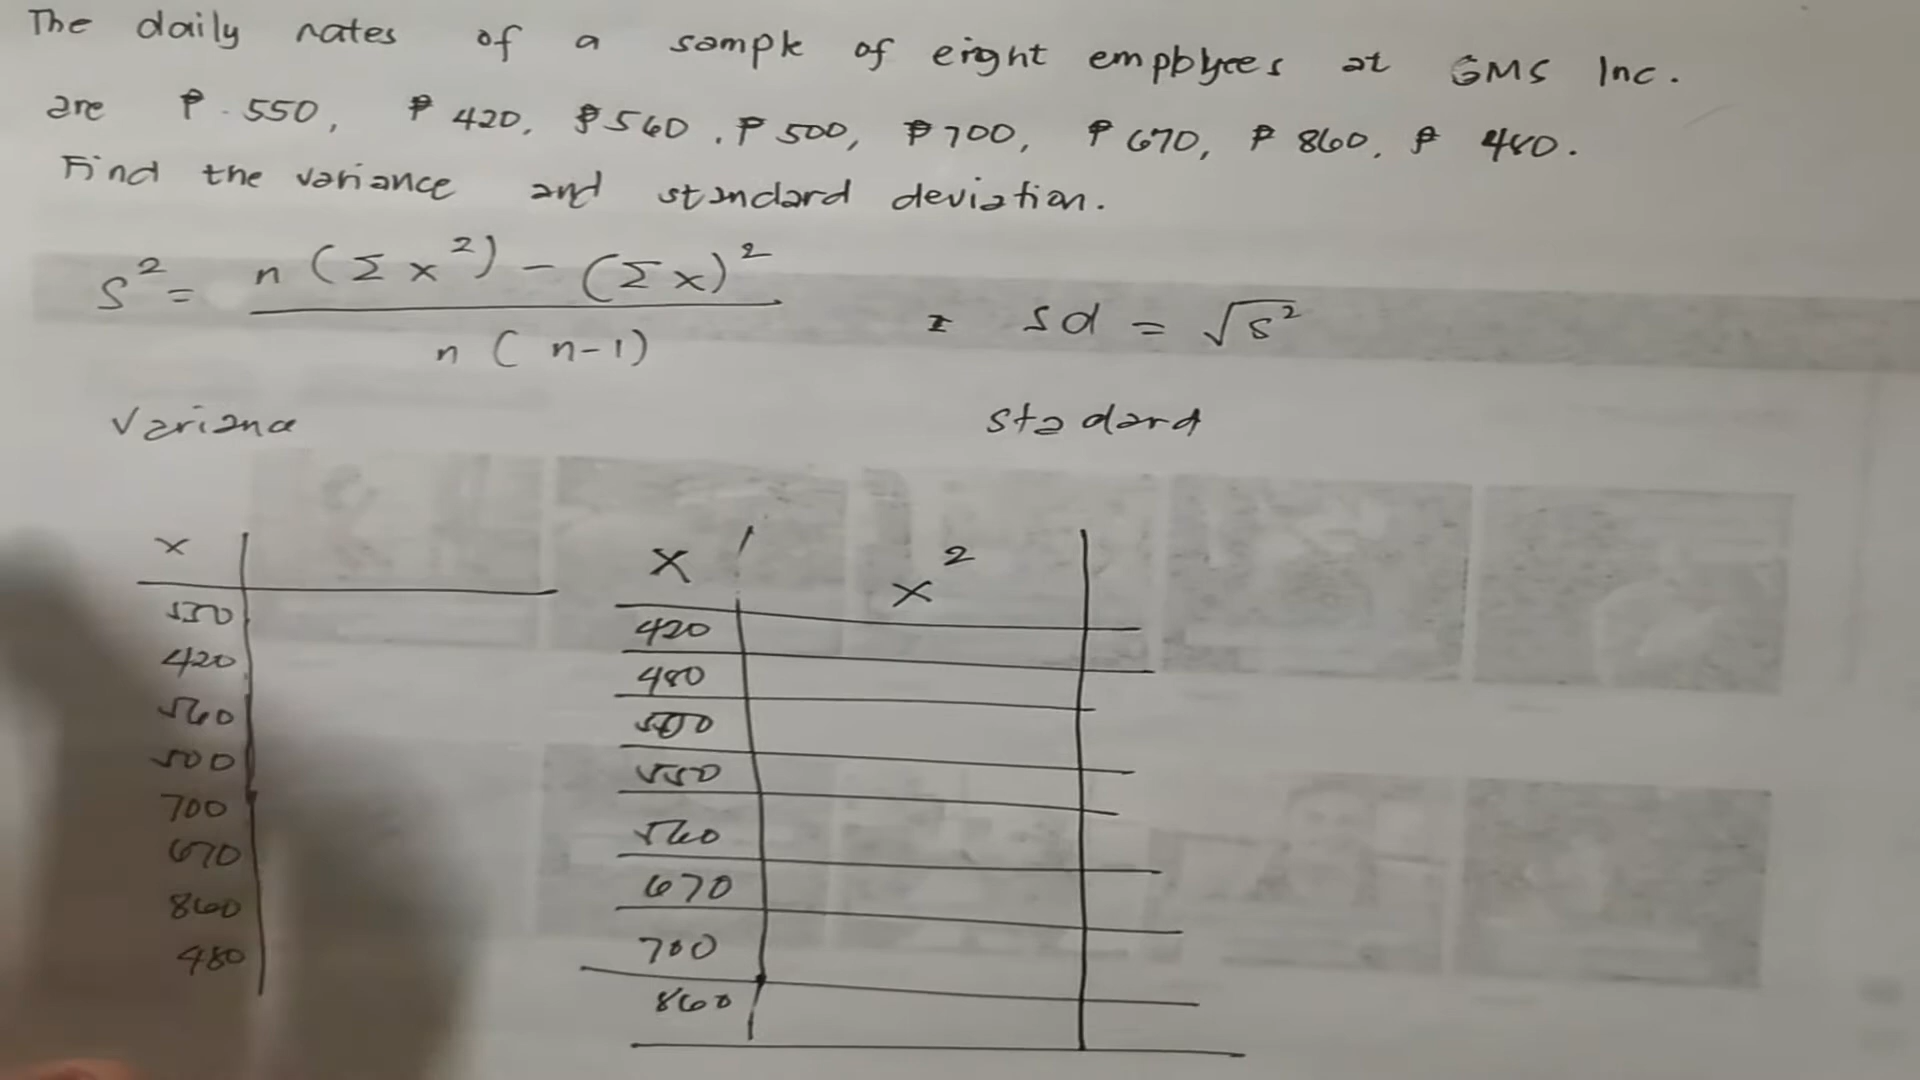 The daily rates of a sample of eight employees at GMS Inc.
are ₱ 550, ₱ 420, ₱ 560, ₱ 500, ₱ 700, ₱ 670, ₱ 860, ₱ 480.
Find the variance and standard deviation.
s² = n(Σx²) - (Σx)² / n(n-1)
sd = √s²
Variance
Stadard
x
550
420
560
500
700
670
860
480
X X²
420
480
500
550
560
670
700
860